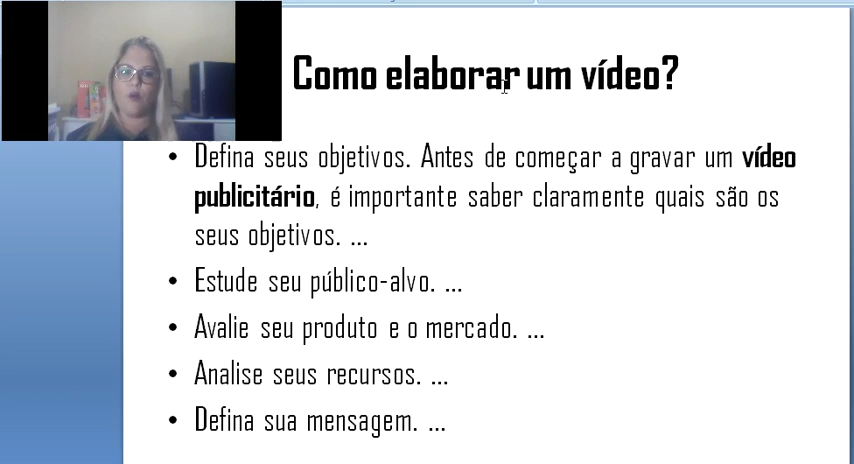 Como elaborar um vídeo?
• Defina seus objetivos. Antes de começar a gravar um vídeo
publicitário, é importante saber claramente quais são os
seus objetivos. ...
• Estude seu público-alvo. ...
• Avalie seu produto e o mercado. ...
• Analise seus recursos. ...
• Defina sua mensagem. ...